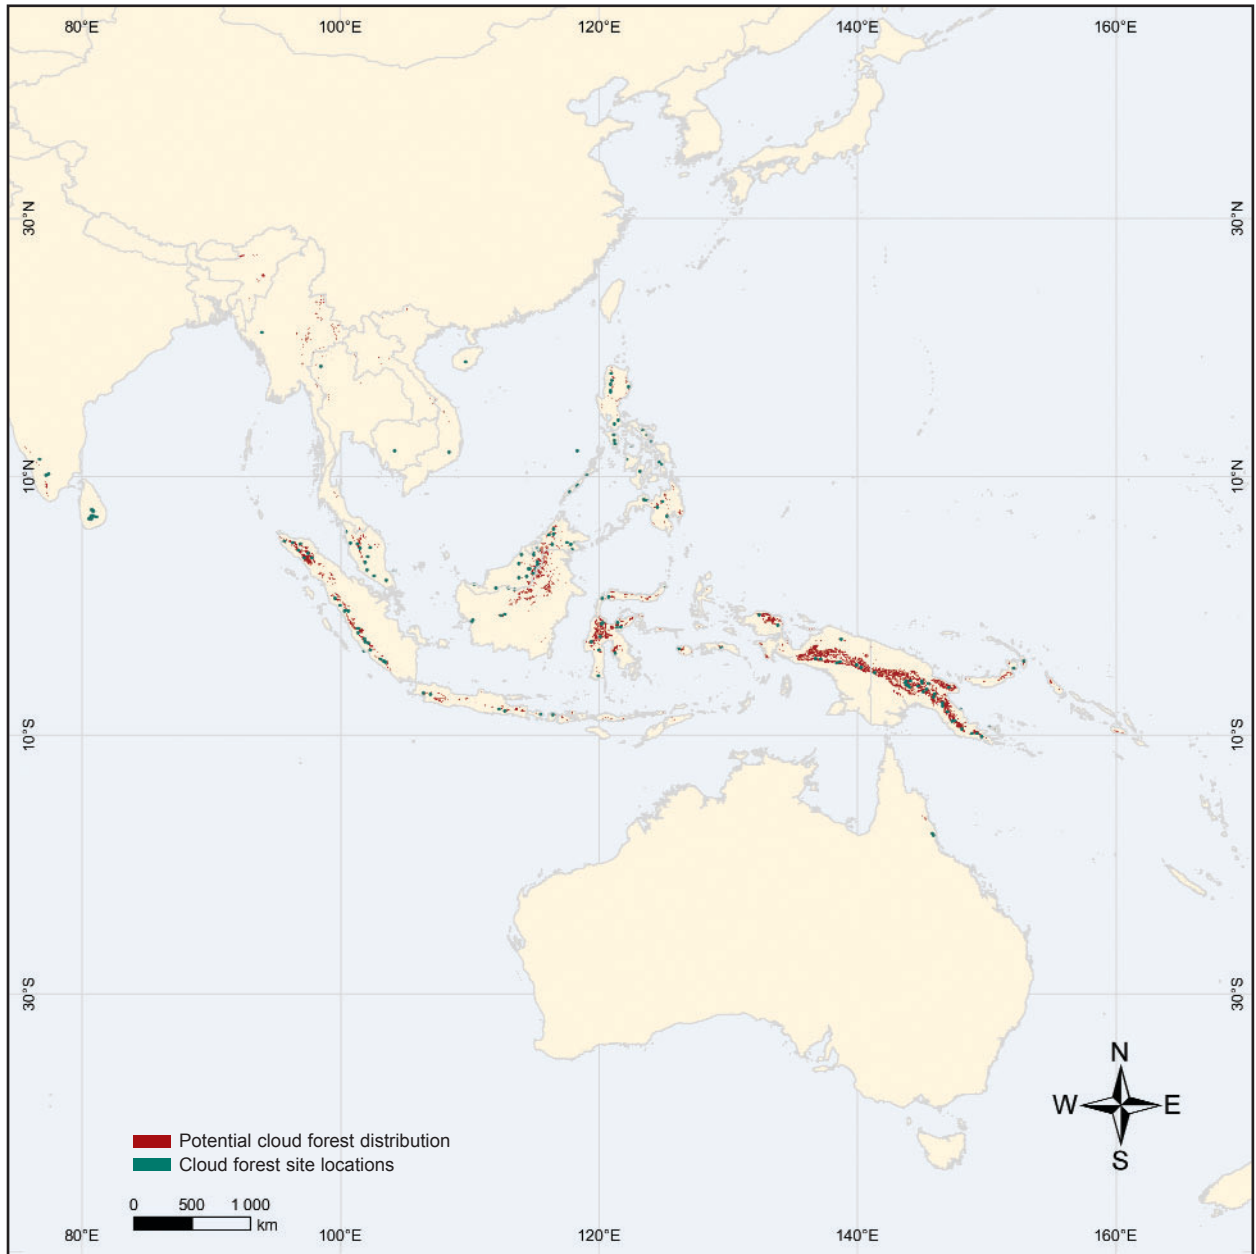 80°E 100°E 120°E 140°E 160°E
30°N 30°N
10°N 10°N
10°S 10°S
30°S 30°S
N
W E
S
Potential cloud forest distribution
Cloud forest site locations
0 500 1 000
km
80°E 100°E 120°E 140°E 160°E